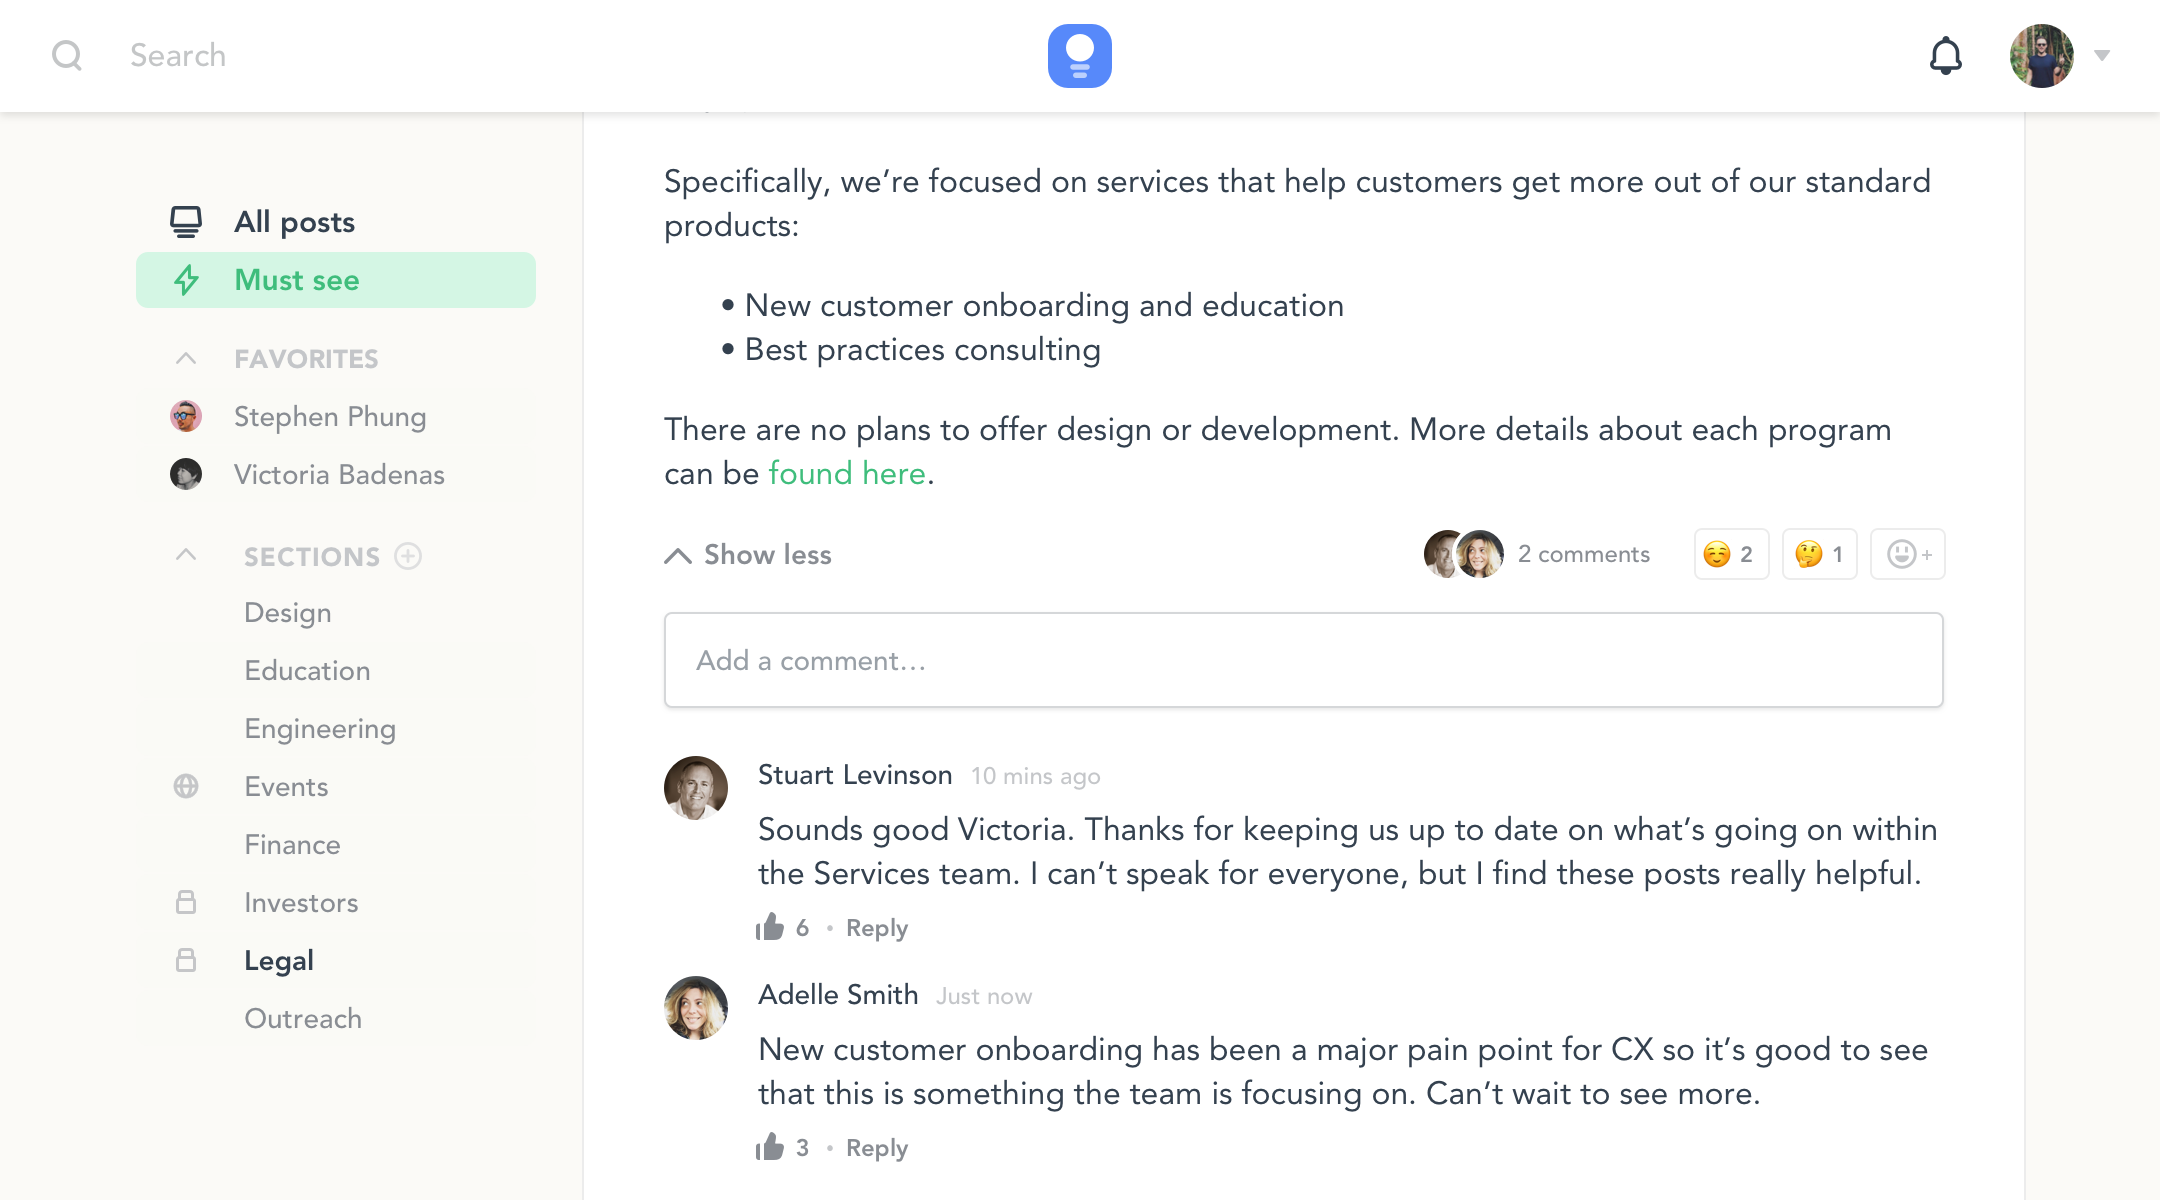 Search
All posts
Must see
FAVORITES
Stephen Phung
Victoria Badenas
SECTIONS
Design
Education
Engineering
Events
Finance
Investors
Legal
Outreach
Specifically, we’re focused on services that help customers get more out of our standard
products:
• New customer onboarding and education
• Best practices consulting
There are no plans to offer design or development. More details about each program
can be found here.
Show less
2 comments
☺️ 2
🤔 1
+
Add a comment…
Stuart Levinson 10 mins ago
Sounds good Victoria. Thanks for keeping us up to date on what’s going on within
the Services team. I can’t speak for everyone, but I find these posts really helpful.
6 • Reply
Adelle Smith Just now
New customer onboarding has been a major pain point for CX so it’s good to see
that this is something the team is focusing on. Can’t wait to see more.
3 • Reply